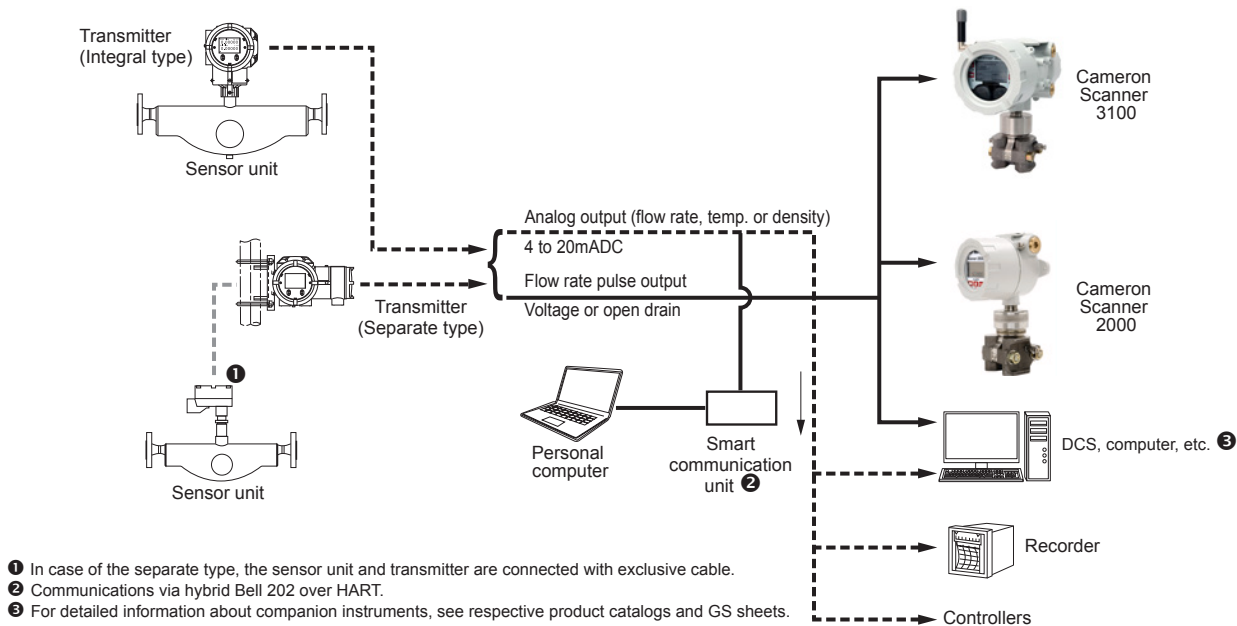 Transmitter
(Integral type)
Sensor unit
Transmitter
(Separate type)
❶
Sensor unit
Analog output (flow rate, temp. or density)
4 to 20mADC
Flow rate pulse output
Voltage or open drain
Personal
computer
Smart
communication
unit ❷
Cameron
Scanner
3100
Cameron
Scanner
2000
DCS, computer, etc. ❸
Recorder
Controllers
❶ In case of the separate type, the sensor unit and transmitter are connected with exclusive cable.
❷ Communications via hybrid Bell 202 over HART.
❸ For detailed information about companion instruments, see respective product catalogs and GS sheets.